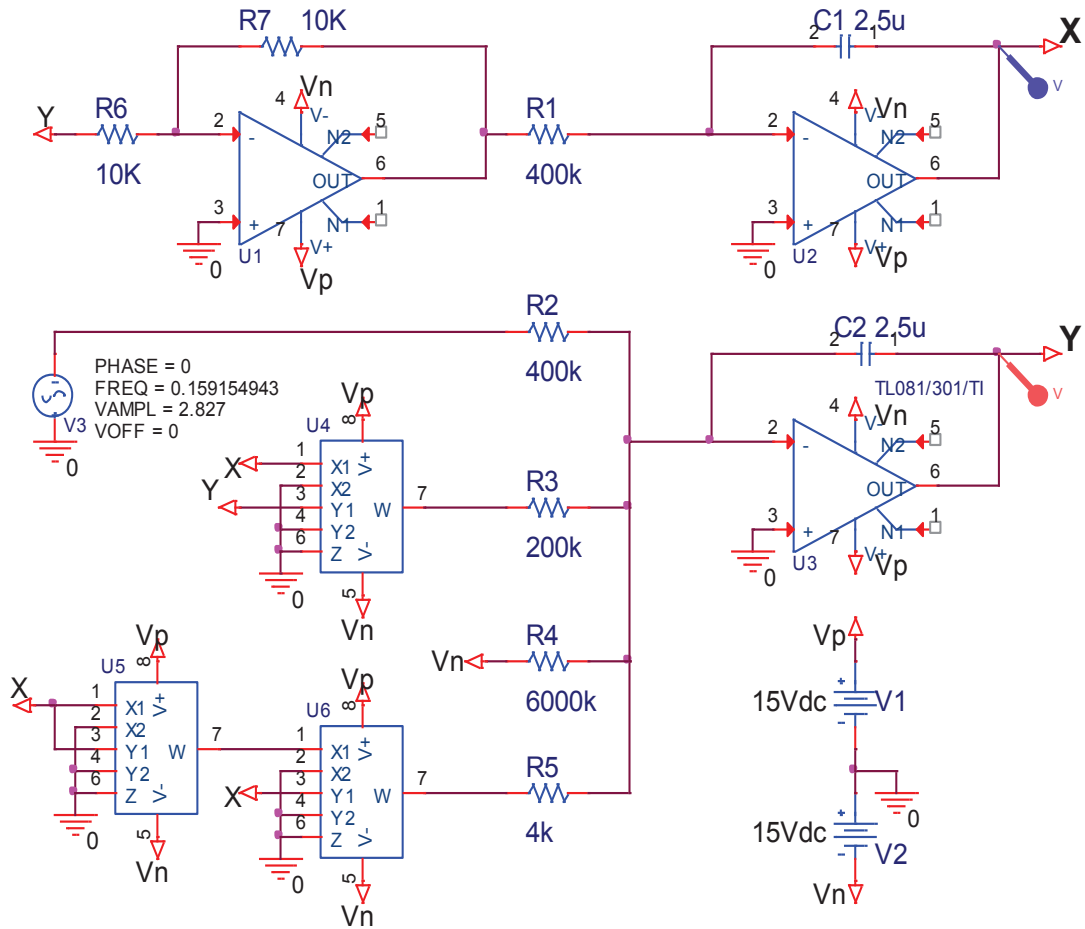 R7 10K
C1 2.5u
2 1
X
V
Y
R6
10K
Vn
4
V-
N2
5
2
-
6
OUT
3
+
7
N1
1
V+
U1
0
Vp
R1
400k
Vn
4
V-
N2
5
2
-
6
OUT
3
+
7
N1
1
V+
U2
0
Vp
R2
400k
C2 2.5u
2 1
Y
V
PHASE = 0
FREQ = 0.159154943
VAMPL = 2.827
VOFF = 0
V3
0
TL081/301/TI
Vn
4
V-
N2
5
2
-
6
OUT
3
+
7
N1
1
V+
U3
0
Vp
Vp
8
U4
X
1
X1
V+
2
X2
Y
3
Y1
W
7
4
Y2
6
Z
V-
0
5
Vn
R3
200k
Vn
R4
6000k
Vp
8
U5
X
1
X1
V+
2
X2
3
Y1
W
7
4
Y2
6
Z
V-
0
5
Vn
Vp
8
U6
1
X1
V+
2
X2
X
3
Y1
W
7
4
Y2
6
Z
V-
0
5
Vn
R5
4k
Vp
+
15Vdc
V1
-
0
+
15Vdc
V2
-
Vn